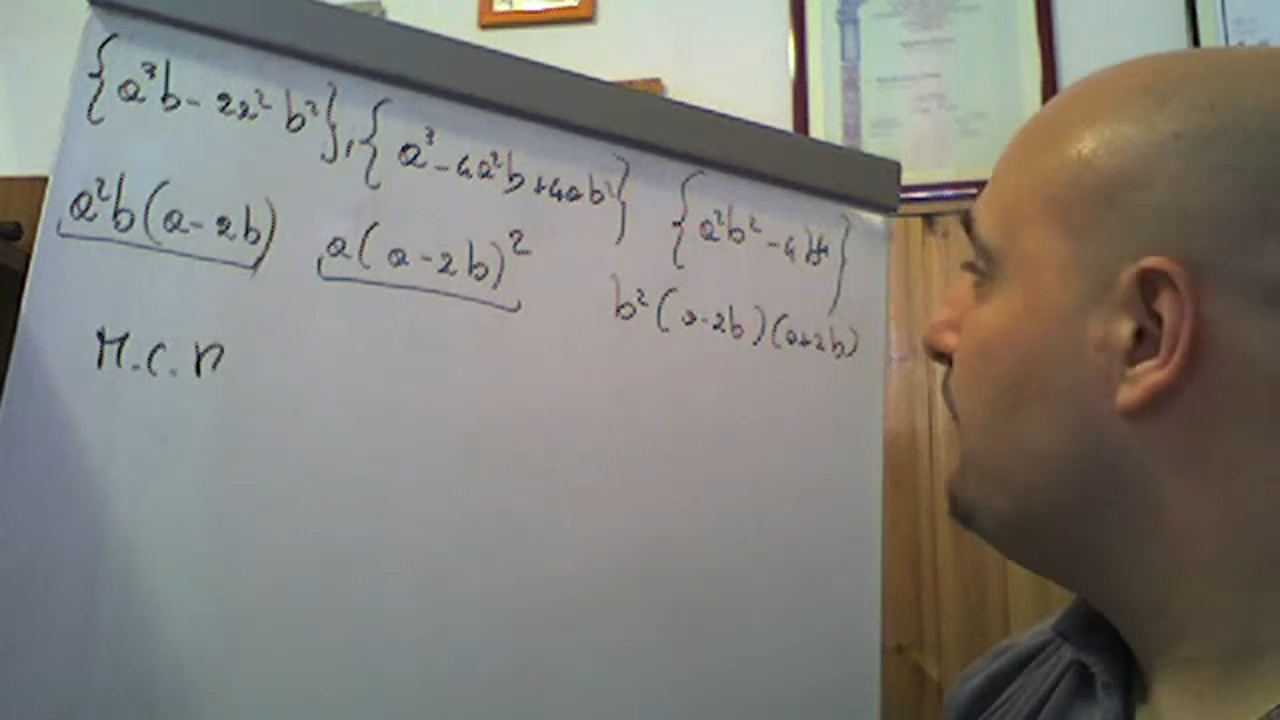 {a³b - 2a²b²}, {a³ - 4a²b + 4ab²} {a²b² - 4b⁴}
a²b(a-2b) a(a-2b)² b²(a-2b)(a+2b)
M.C.D